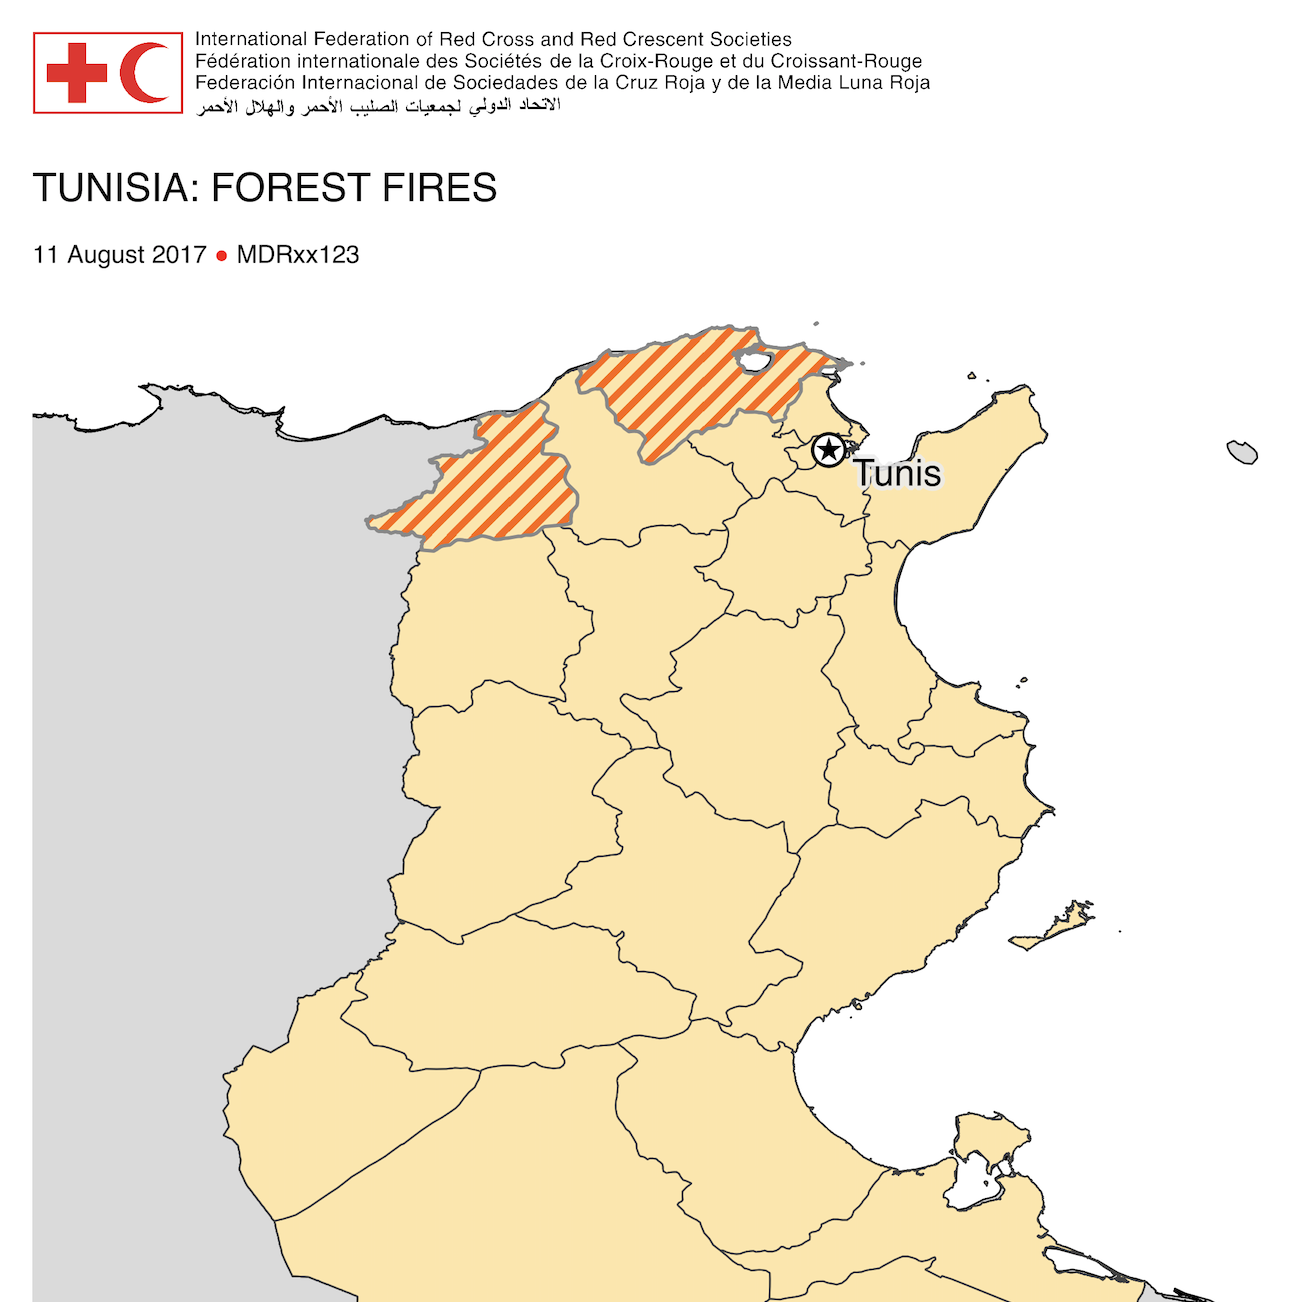 International Federation of Red Cross and Red Crescent Societies
Fédération internationale des Sociétés de la Croix-Rouge et du Croissant-Rouge
Federación Internacional de Sociedades de la Cruz Roja y de la Media Luna Roja
الاتحاد الدولي لجمعيات الصليب الأحمر والهلال الأحمر
TUNISIA: FOREST FIRES
11 August 2017 ● MDRxx123
Tunis